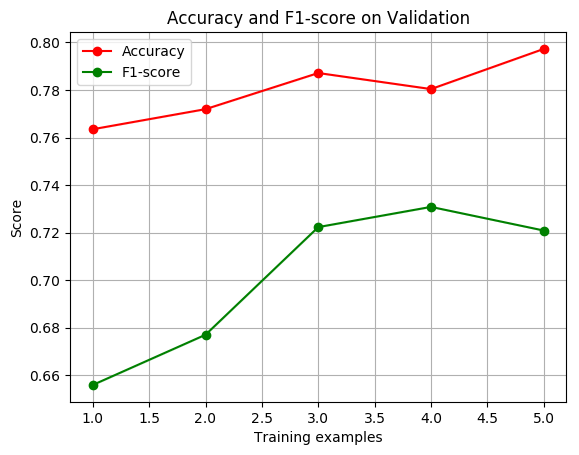 Accuracy and F1-score on Validation
Accuracy
F1-score
0.80
0.78
0.76
0.74
0.72
0.70
0.68
0.66
Score
1.0 1.5 2.0 2.5 3.0 3.5 4.0 4.5 5.0
Training examples